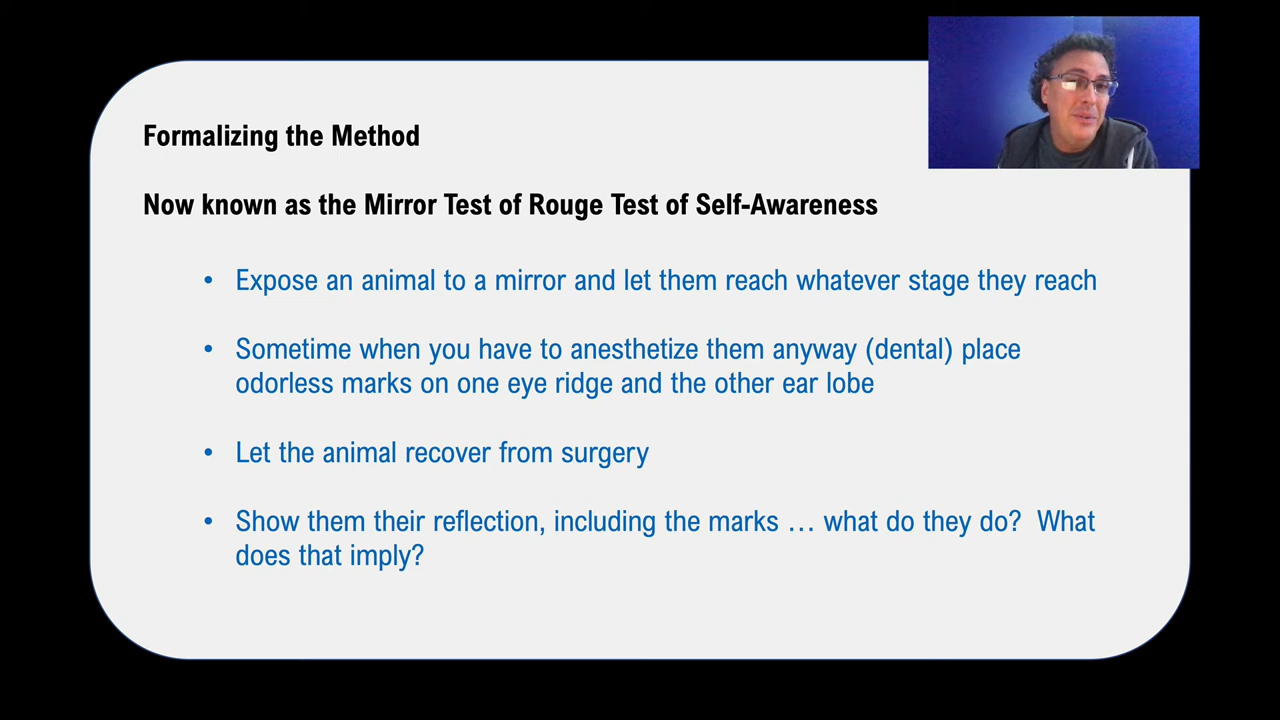 Formalizing the Method
Now known as the Mirror Test of Rouge Test of Self-Awareness
• Expose an animal to a mirror and let them reach whatever stage they reach
• Sometime when you have to anesthetize them anyway (dental) place
odorless marks on one eye ridge and the other ear lobe
• Let the animal recover from surgery
• Show them their reflection, including the marks … what do they do?  What
does that imply?